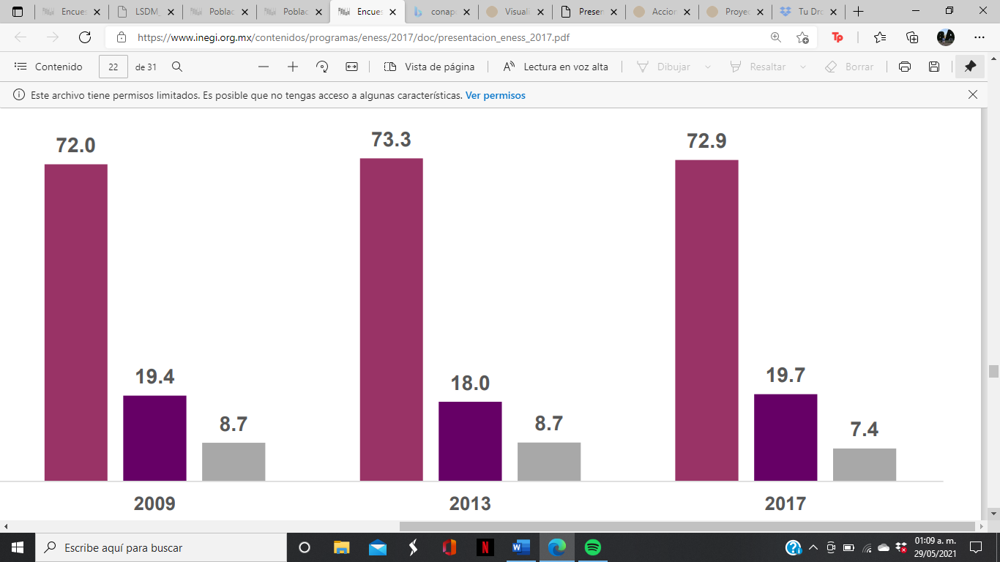 Encues
LSDM_
Poblac
Poblac
Encues
conapo
Visuali
Preser
Accion
Proyec
Tu Dro
https://www.inegi.org.mx/contenidos/programas/eness/2017/doc/presentacion_eness_2017.pdf
Contenido
22
de 31
Vista de página
Lectura en voz alta
Dibujar
Resaltar
Borrar
Este archivo tiene permisos limitados. Es posible que no tengas acceso a algunas características. Ver permisos
72.0
73.3
72.9
19.4
18.0
19.7
8.7
8.7
7.4
2009
2013
2017
Escribe aquí para buscar
01:09 a. m.
29/05/2021